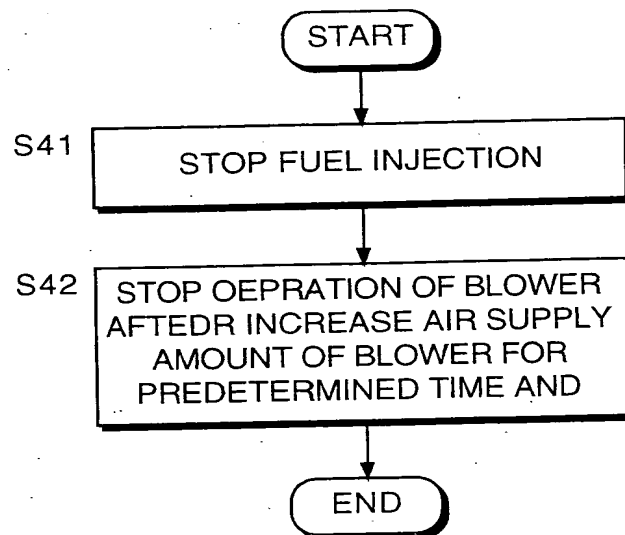 START
S41
STOP FUEL INJECTION
S42
STOP OEPRATION OF BLOWER
AFTEDR INCREASE AIR SUPPLY
AMOUNT OF BLOWER FOR
PREDETERMINED TIME AND
END